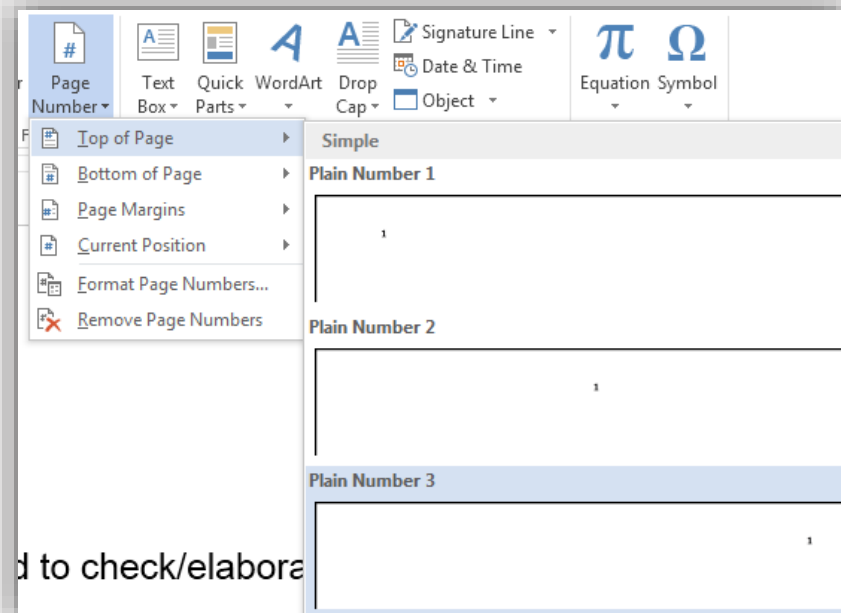 Page Number
Text Box
Quick Parts
WordArt
Drop Cap
Signature Line
Date & Time
Object
Equation
Symbol
Top of Page
Bottom of Page
Page Margins
Current Position
Format Page Numbers...
Remove Page Numbers
Simple
Plain Number 1
1
Plain Number 2
1
Plain Number 3
1
to check/